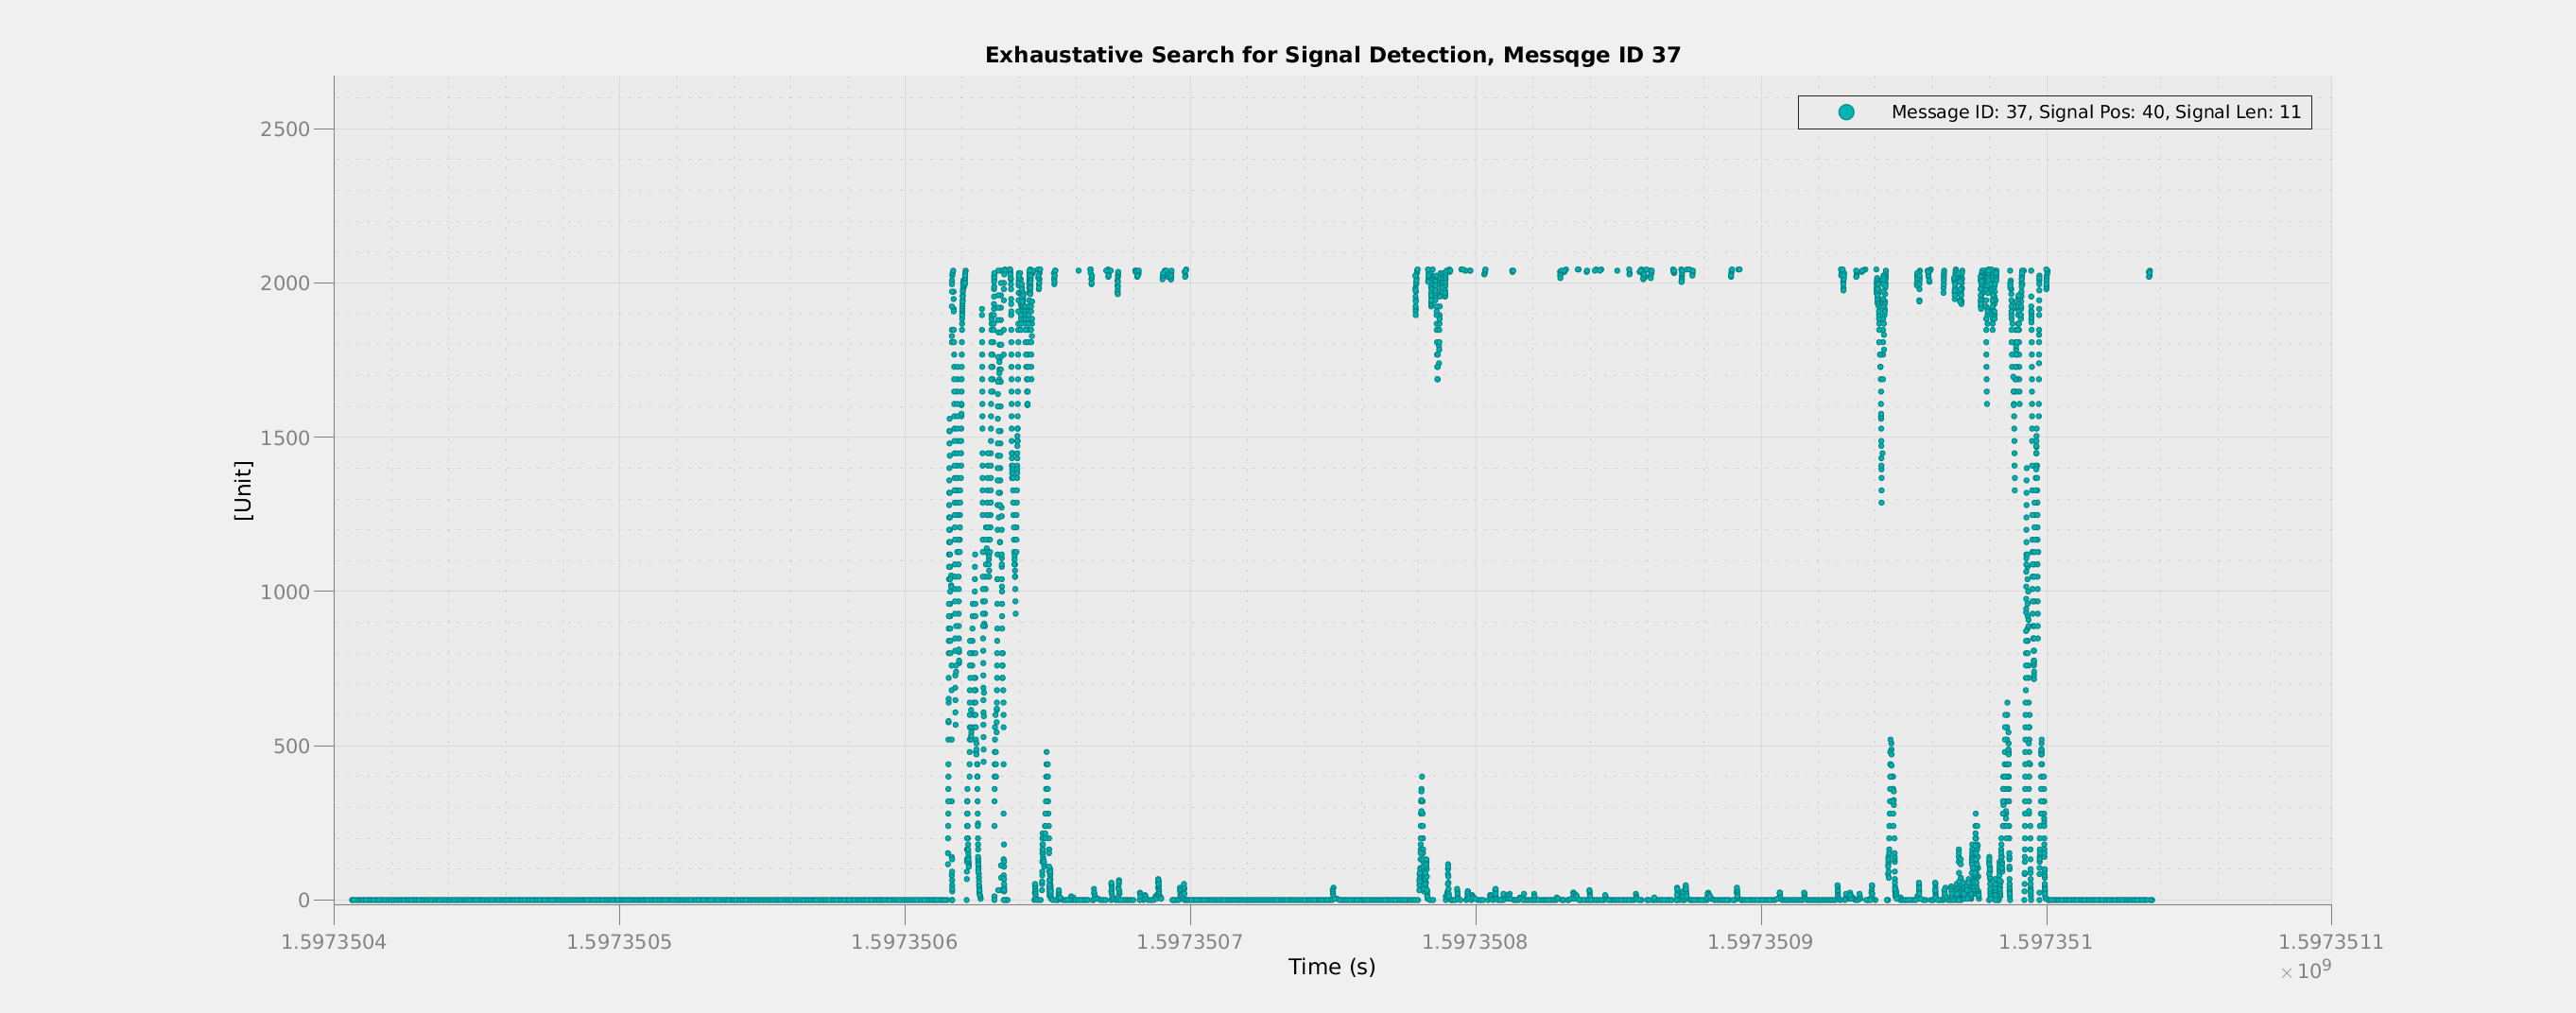 Exhaustative Search for Signal Detection, Messqge ID 37
Message ID: 37, Signal Pos: 40, Signal Len: 11
2500
2000
1500
1000
500
0
[Unit]
1.5973504 1.5973505 1.5973506 1.5973507 1.5973508 1.5973509 1.597351 1.5973511
Time (s)
× 10⁹